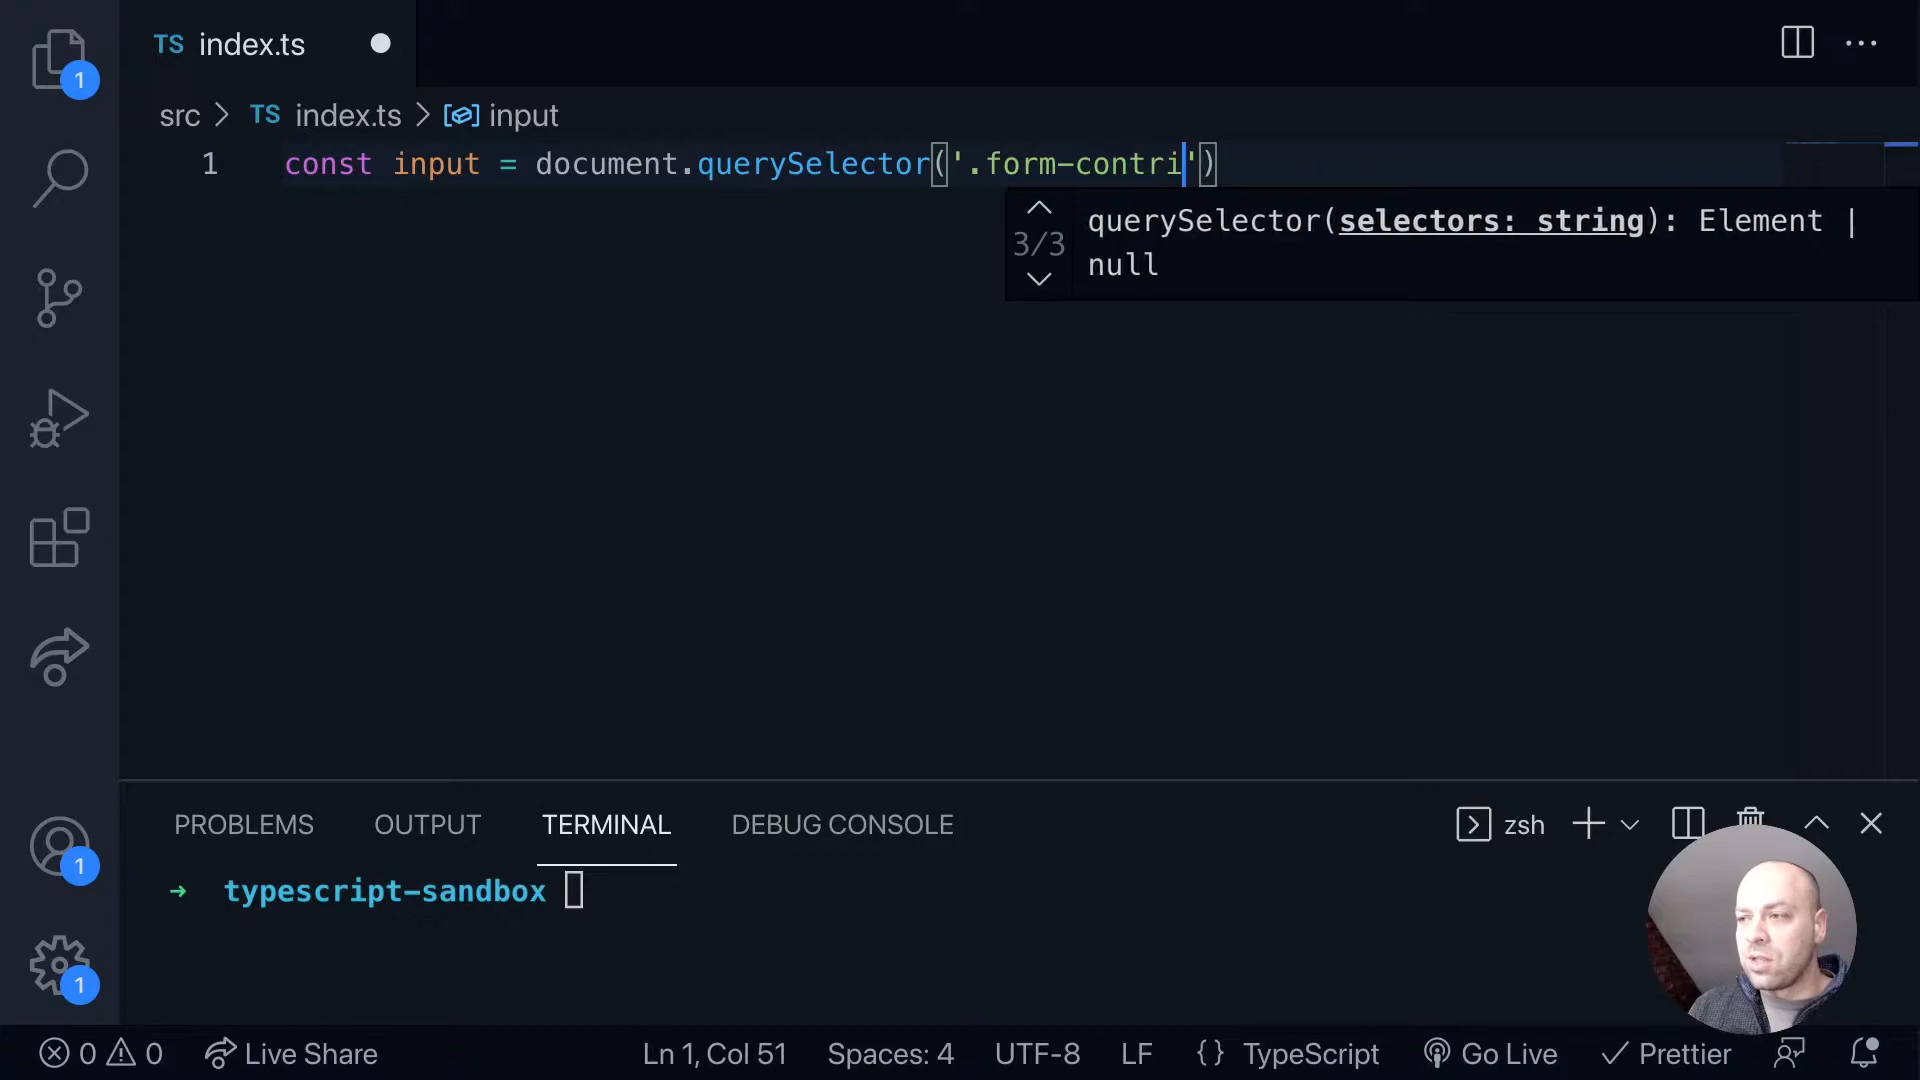 TS index.ts
1
src > TS index.ts > input
1 const input = document.querySelector('.form-contri')
3/3
querySelector(selectors: string): Element |
null
PROBLEMS OUTPUT TERMINAL DEBUG CONSOLE zsh
→ typescript-sandbox
1
1
0 0 Live Share Ln 1, Col 51 Spaces: 4 UTF-8 LF {} TypeScript Go Live Prettier